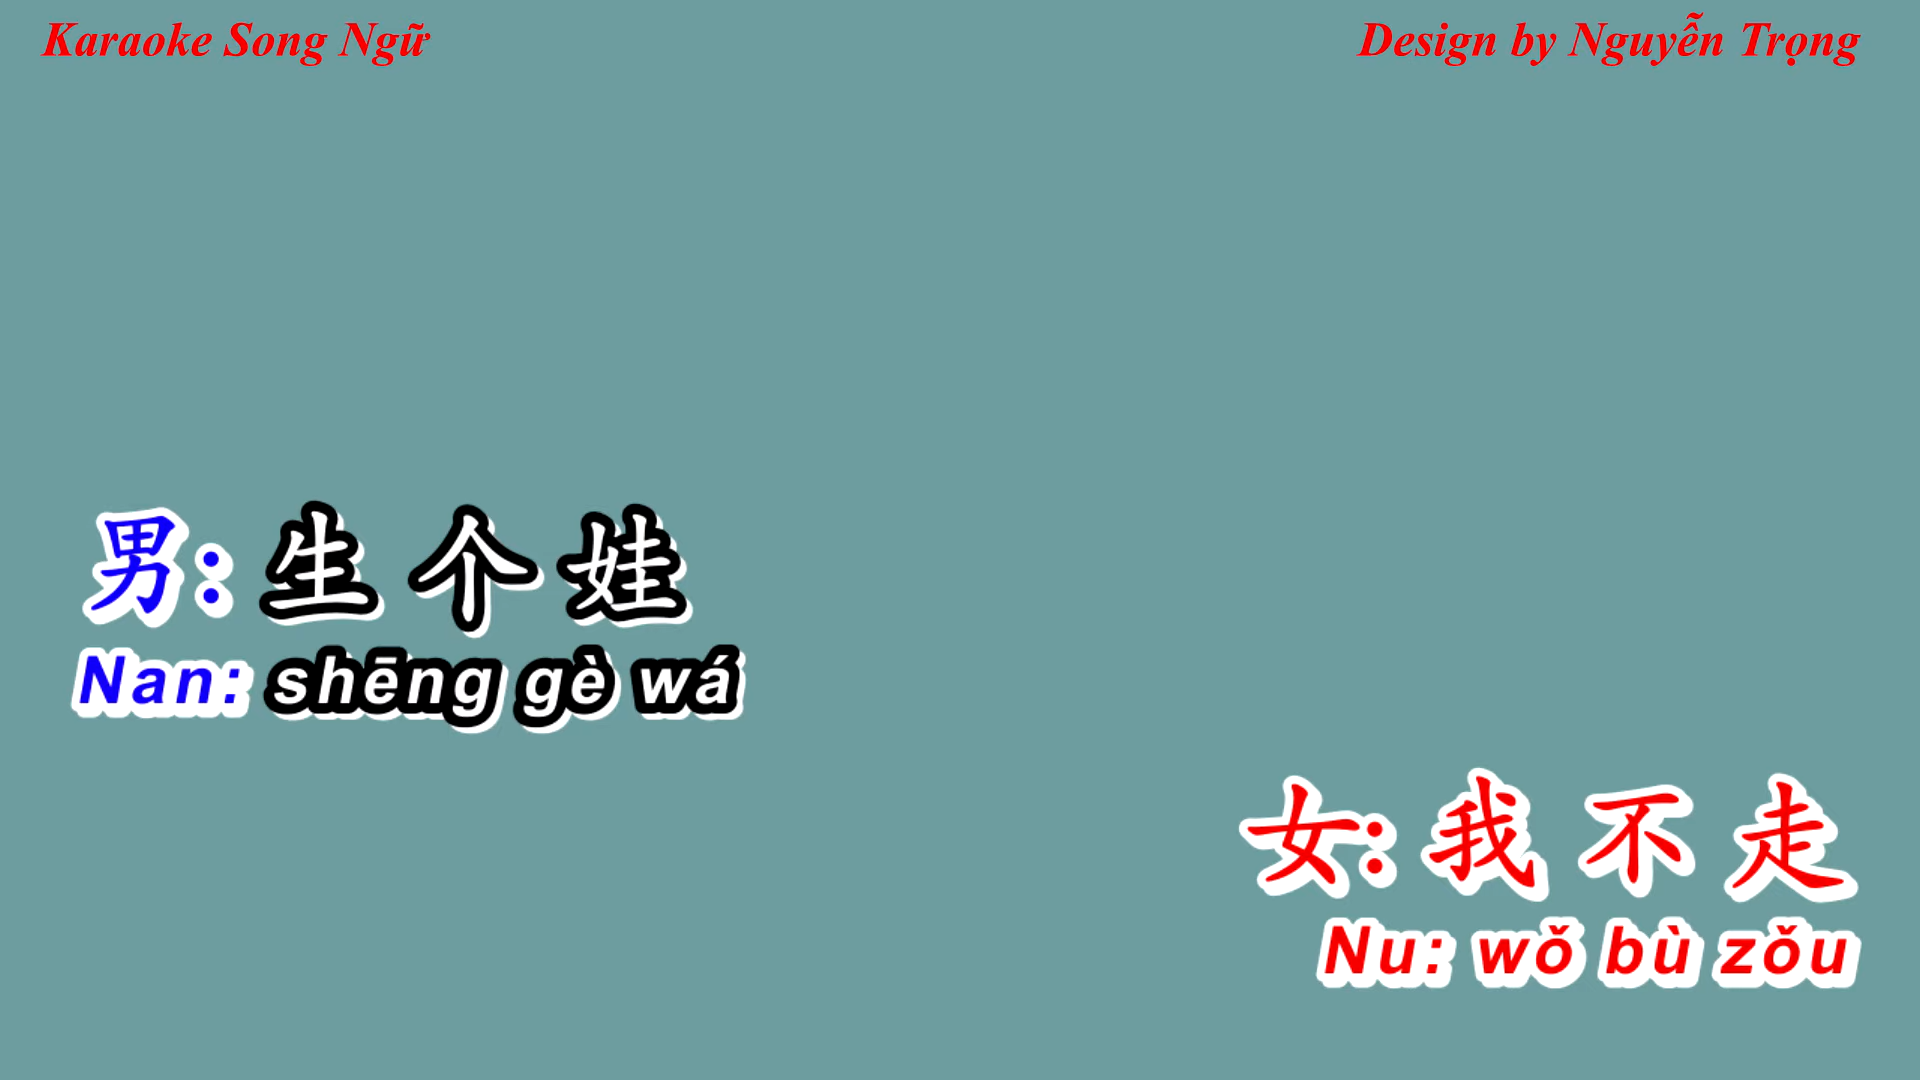 Karaoke Song Ngữ
Design by Nguyễn Trọng
男: 生 个 娃
Nan: shēng gè wá
女: 我 不 走
Nu: wǒ bù zǒu